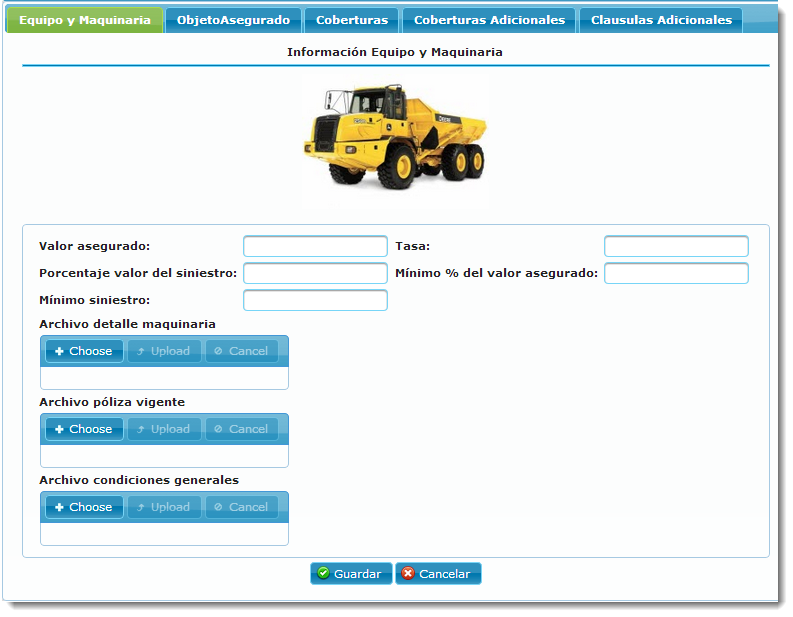 Equipo y Maquinaria ObjetoAsegurado Coberturas Coberturas Adicionales Clausulas Adicionales
Información Equipo y Maquinaria
DEERE
Valor asegurado: Tasa:
Porcentaje valor del siniestro: Mínimo % del valor asegurado:
Mínimo siniestro:
Archivo detalle maquinaria
Choose Upload Cancel
Archivo póliza vigente
Choose Upload Cancel
Archivo condiciones generales
Choose Upload Cancel
Guardar Cancelar